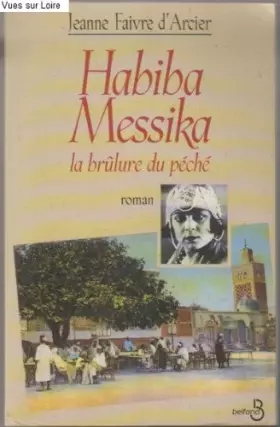 Vues sur Loire
Jeanne Faivre d'Arcier
Habiba
Messika
la brûlure du péché
roman
belfond